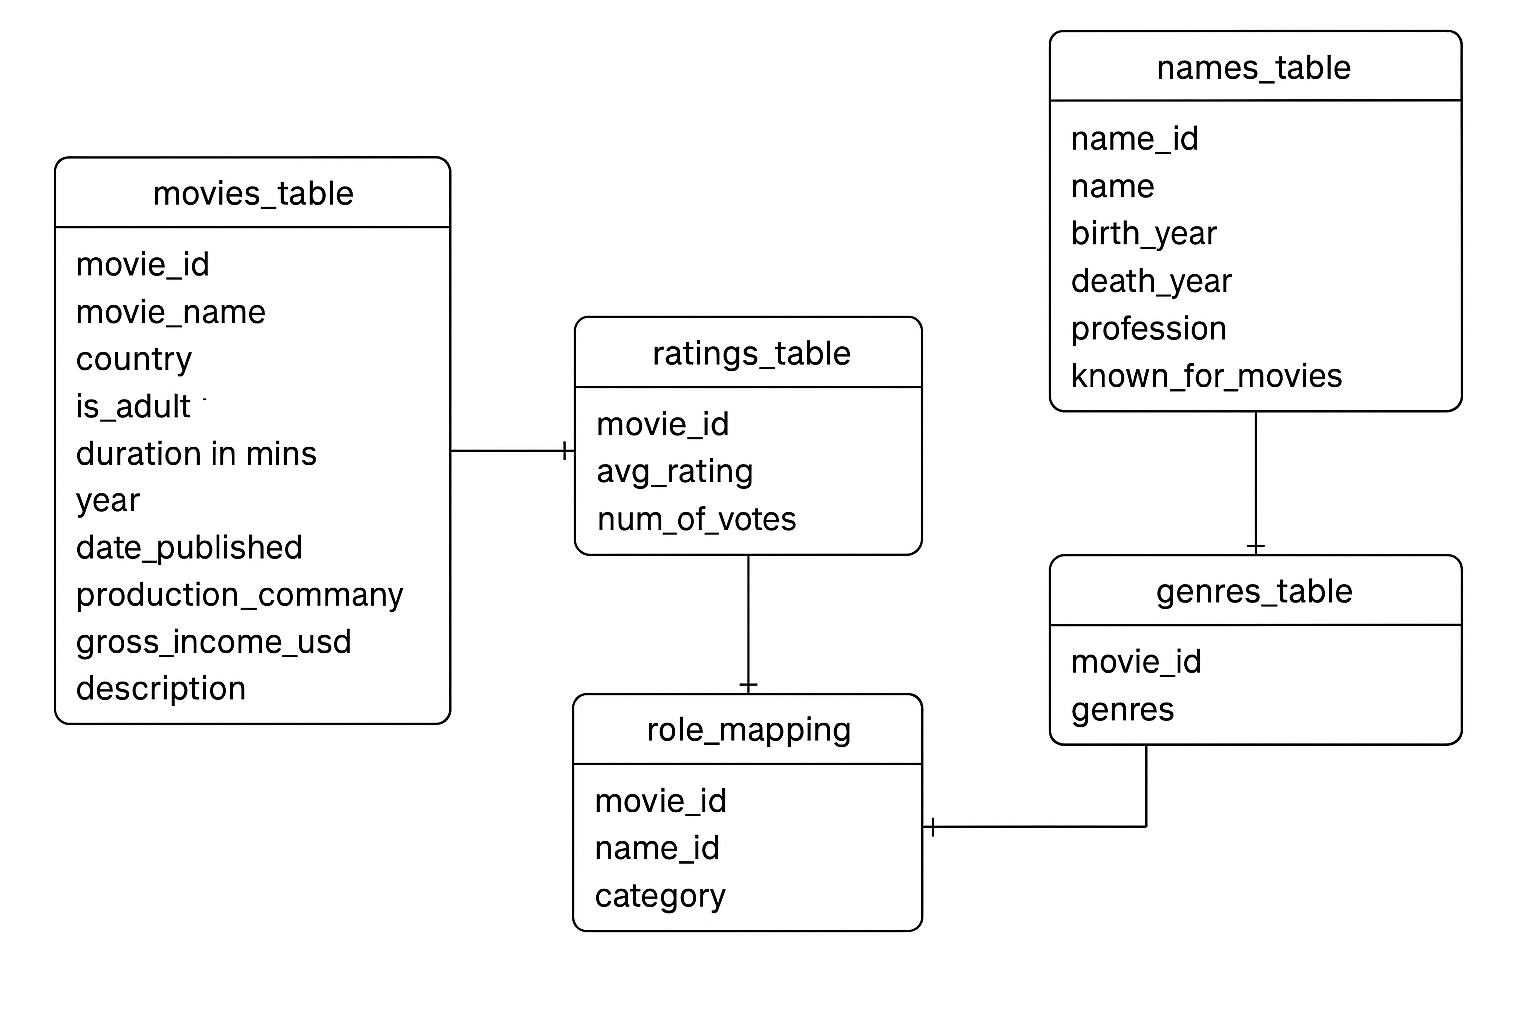 movies_table
movie_id
movie_name
country
is_adult
duration in mins
year
date_published
production_commany
gross_income_usd
description
ratings_table
movie_id
avg_rating
num_of_votes
role_mapping
movie_id
name_id
category
names_table
name_id
name
birth_year
death_year
profession
known_for_movies
genres_table
movie_id
genres